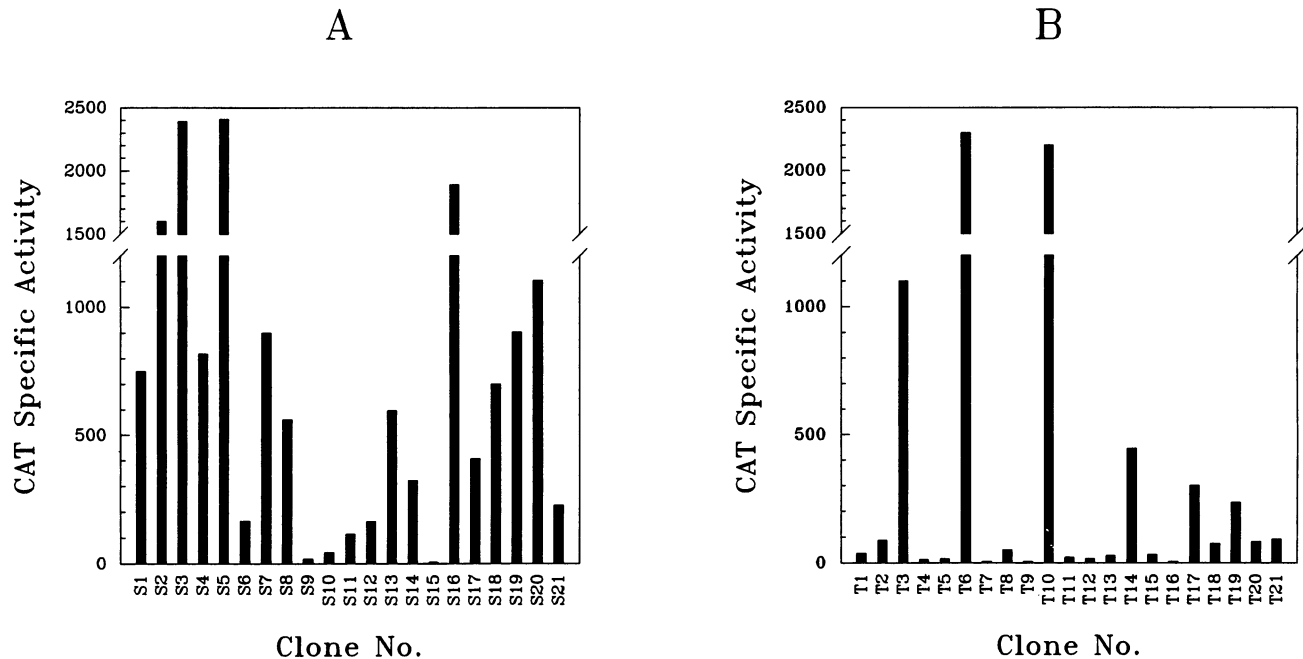 A
CAT Specific Activity
2500
2000
1500
1000
500
0
S1 S2 S3 S4 S5 S6 S7 S8 S9 S10 S11 S12 S13 S14 S15 S16 S17 S18 S19 S20 S21
Clone No.
B
CAT Specific Activity
2500
2000
1500
1000
500
0
T1 T2 T3 T4 T5 T6 T7 T8 T9 T10 T11 T12 T13 T14 T15 T16 T17 T18 T19 T20 T21
Clone No.